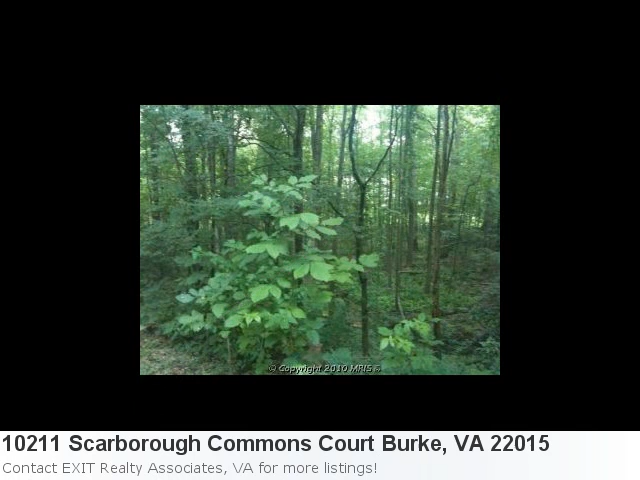 © Copyright 2010 MRIS ®
10211 Scarborough Commons Court Burke, VA 22015
Contact EXIT Realty Associates, VA for more listings!